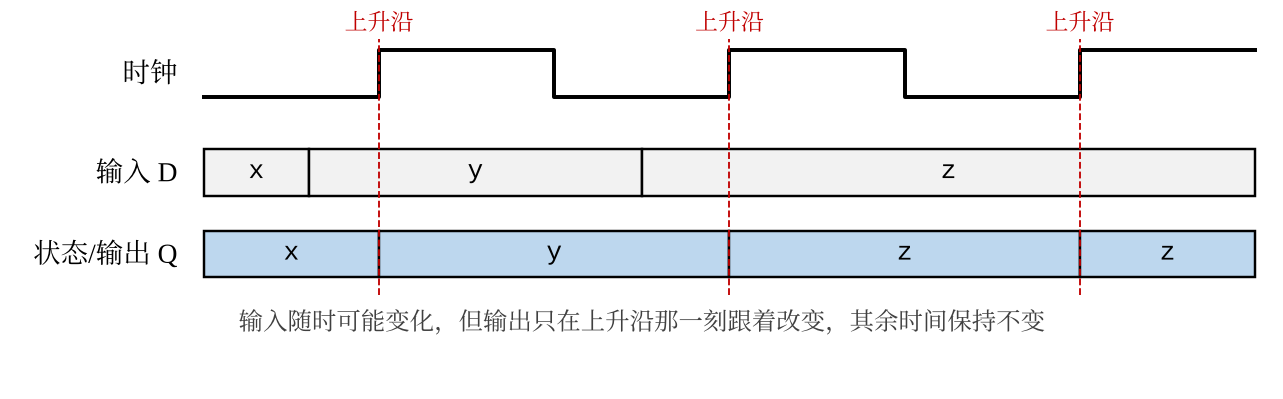 上升沿 上升沿 上升沿
时钟
输入 D x y z
状态/输出 Q x y z z
输入随时可能变化，但输出只在上升沿那一刻跟着改变，其余时间保持不变